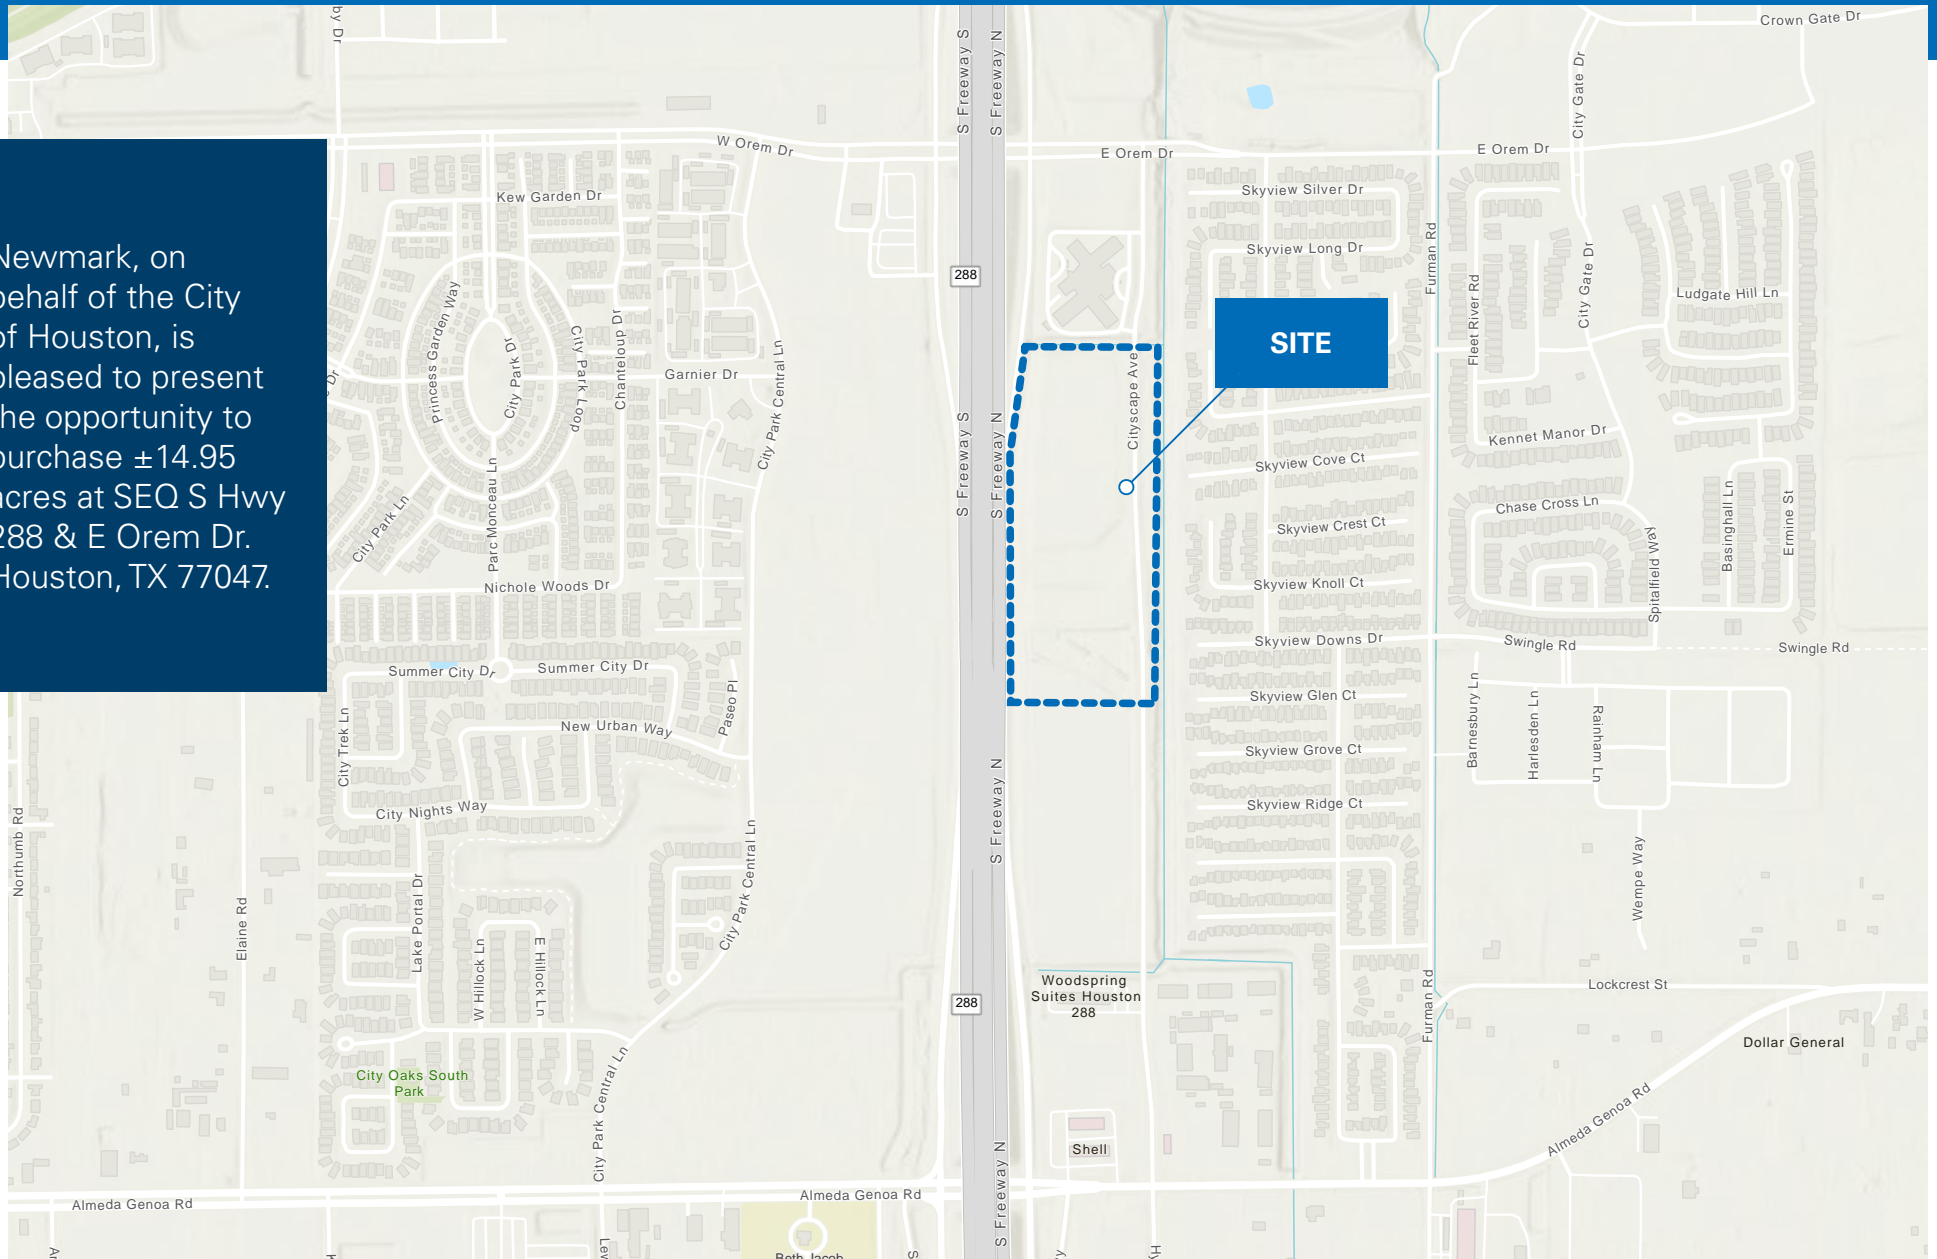 Newmark, on
behalf of the City
of Houston, is
pleased to present
the opportunity to
purchase ±14.95
acres at SEQ S Hwy
288 & E Orem Dr.
Houston, TX 77047.
SITE
Crown Gate Dr
City Gate Dr
S Freeway S
S Freeway N
W Orem Dr
E Orem Dr
E Orem Dr
Kew Garden Dr
Skyview Silver Dr
Skyview Long Dr
Furman Rd
Fleet River Rd
City Gate Dr
Ludgate Hill Ln
288
Princess Garden Way
City Park Dr
City Park Loop
Chanteloup Dr
Garnier Dr
City Park Central Ln
Cityscape Ave
S Freeway S
S Freeway N
Kennet Manor Dr
Skyview Cove Ct
Parc Monceau Ln
City Park Ln
Skyview Crest Ct
Chase Cross Ln
Spitalfield Way
Basinghall Ln
Ermine St
Nichole Woods Dr
Skyview Knoll Ct
Skyview Downs Dr
Swingle Rd
Swingle Rd
Summer City Dr
Summer City Dr
Paseo Pl
Skyview Glen Ct
Barnesbury Ln
Harlesden Ln
Rainham Ln
City Trek Ln
New Urban Way
Skyview Grove Ct
S Freeway N
City Nights Way
Skyview Ridge Ct
Northumb Rd
Elaine Rd
Lake Portal Dr
W Hillock Ln
E Hillock Ln
City Park Central Ln
Wempe Way
Woodspring
Suites Houston
288
288
Furman Rd
Lockcrest St
Dollar General
City Oaks South
Park
City Park Central Ln
Shell
Almeda Genoa Rd
S Freeway N
Almeda Genoa Rd
Almeda Genoa Rd
Beth Jacob